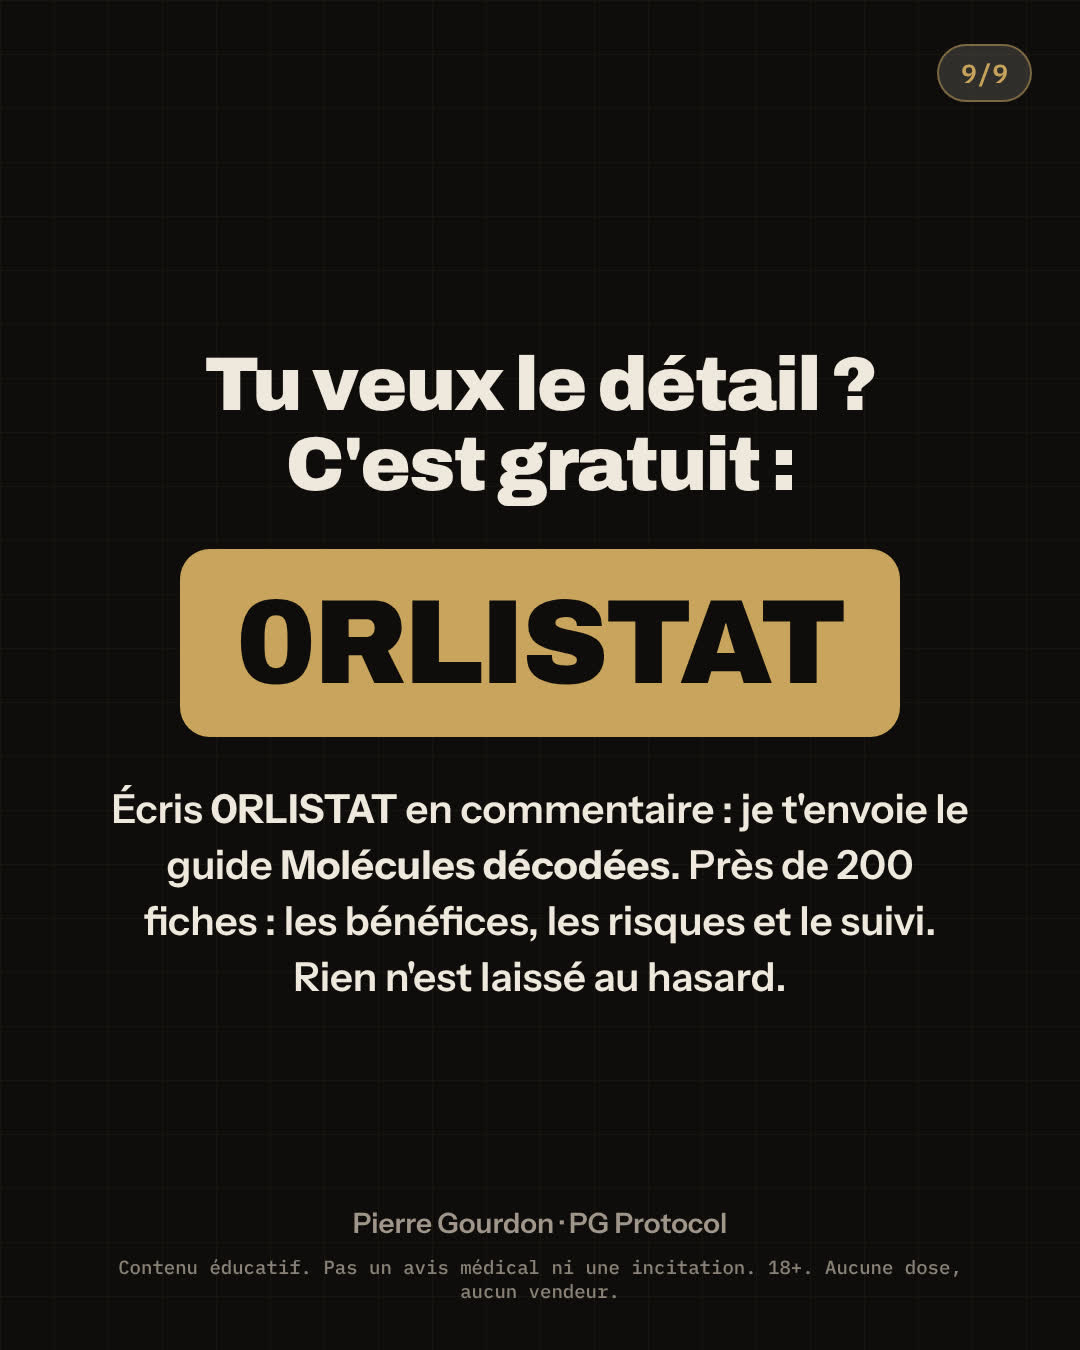 9/9
Tu veux le détail ?
C'est gratuit :
0RLISTAT
Écris 0RLISTAT en commentaire : je t'envoie le
guide Molécules décodées. Près de 200
fiches : les bénéfices, les risques et le suivi.
Rien n'est laissé au hasard.
Pierre Gourdon · PG Protocol
Contenu éducatif. Pas un avis médical ni une incitation. 18+. Aucune dose,
aucun vendeur.